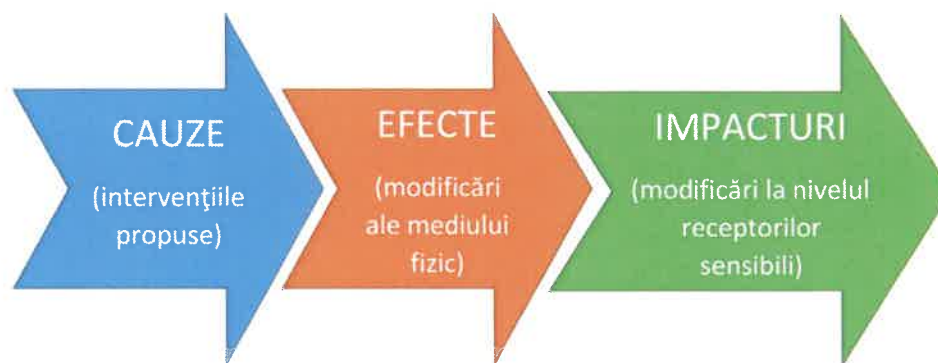 CAUZE
(intervenţiile
propuse)
EFECTE
(modificări
ale mediului
fizic)
IMPACTURI
(modificări la nivelul
receptorilor
sensibili)